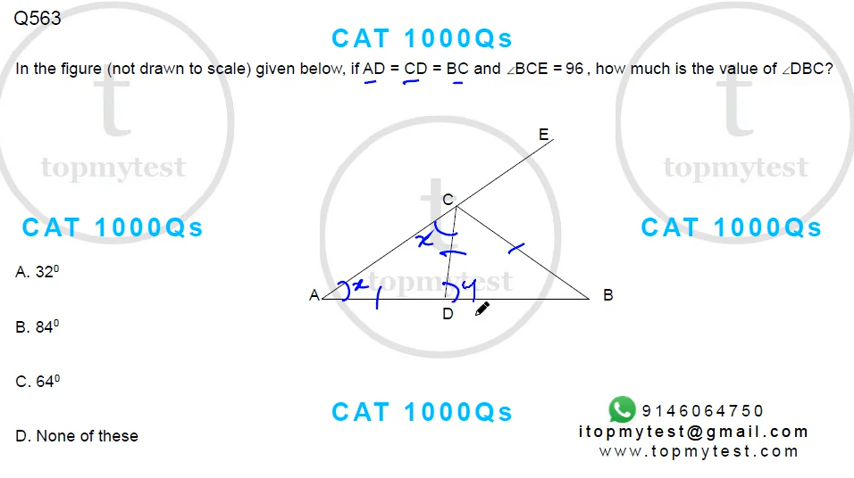 Q563
CAT 1000Qs
In the figure (not drawn to scale) given below, if AD = CD = BC and ∠BCE = 96 , how much is the value of ∠DBC?
t
topmytest
t
topmytest
E
C
t
CAT 1000Qs
CAT 1000Qs
x
A. 32⁰
topmytest
A
x
y
B
D
B. 84⁰
C. 64⁰
CAT 1000Qs
9146064750
itopmytest@gmail.com
D. None of these
www.topmytest.com